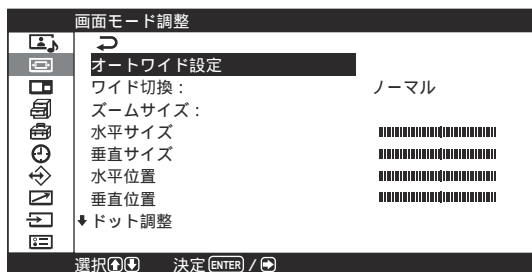 画面モード調整
オートワイド設定
ワイド切換： ノーマル
ズームサイズ：
水平サイズ
垂直サイズ
水平位置
垂直位置
ドット調整
選択 決定 ENTER /